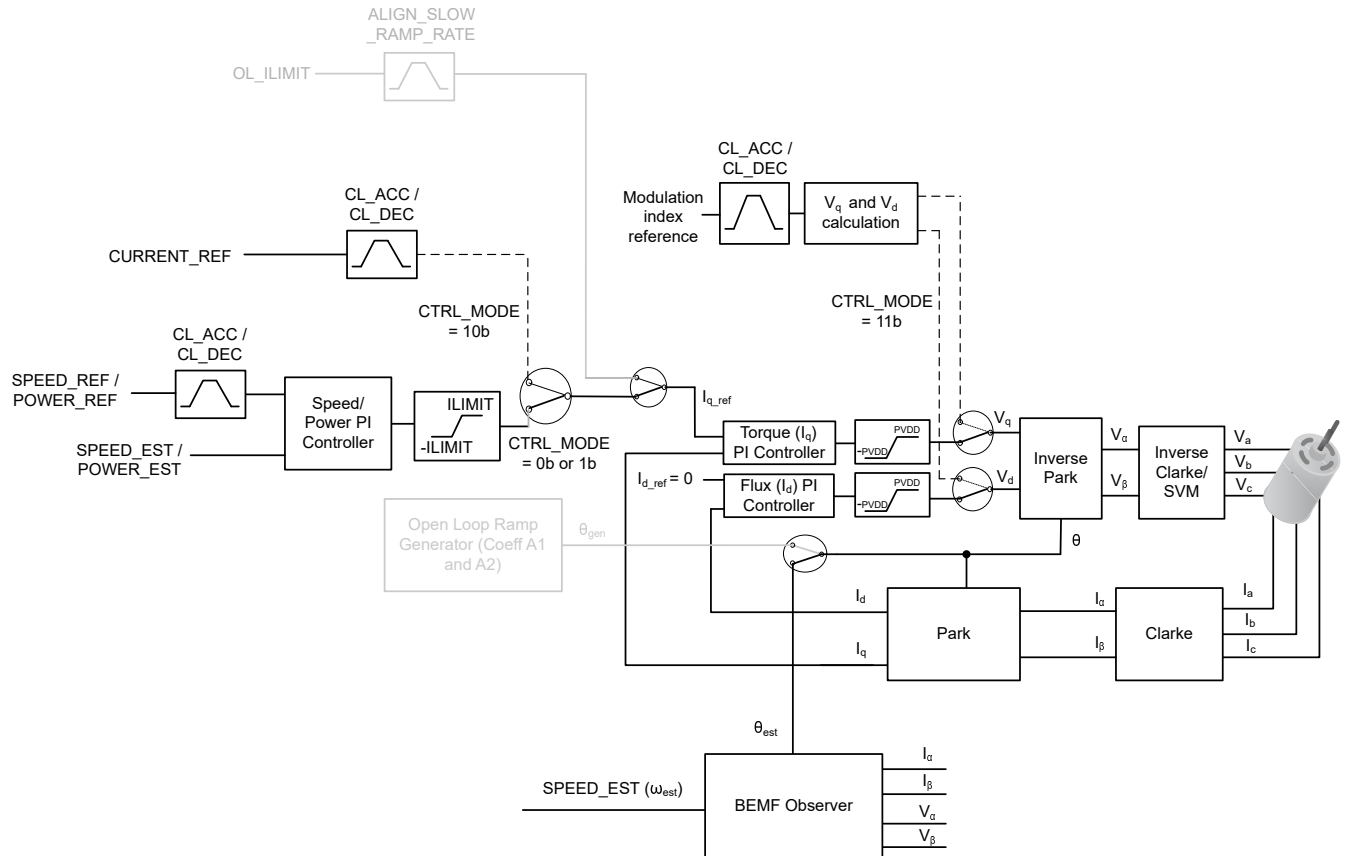 ALIGN_SLOW
_RAMP_RATE
OL_ILIMIT
CL_ACC /
CL_DEC
Modulation
index
reference
Vq and Vd
calculation
CL_ACC /
CL_DEC
CURRENT_REF
CTRL_MODE
= 10b
CTRL_MODE
= 11b
CL_ACC /
CL_DEC
SPEED_REF /
POWER_REF
SPEED_EST /
POWER_EST
Speed/
Power PI
Controller
ILIMIT
-ILIMIT
CTRL_MODE
= 0b or 1b
Iq_ref
Torque (Iq)
PI Controller
PVDD
-PVDD
Vq
Id_ref = 0
Flux (Id) PI
Controller
PVDD
-PVDD
Vd
Inverse
Park
Vα
Vβ
Inverse
Clarke/
SVM
Va
Vb
Vc
Open Loop Ramp
Generator (Coeff A1
and A2)
θgen
θ
Id
Iq
Park
Iα
Iβ
Clarke
Ia
Ib
Ic
θest
SPEED_EST (ωest)
BEMF Observer
Iα
Iβ
Vα
Vβ